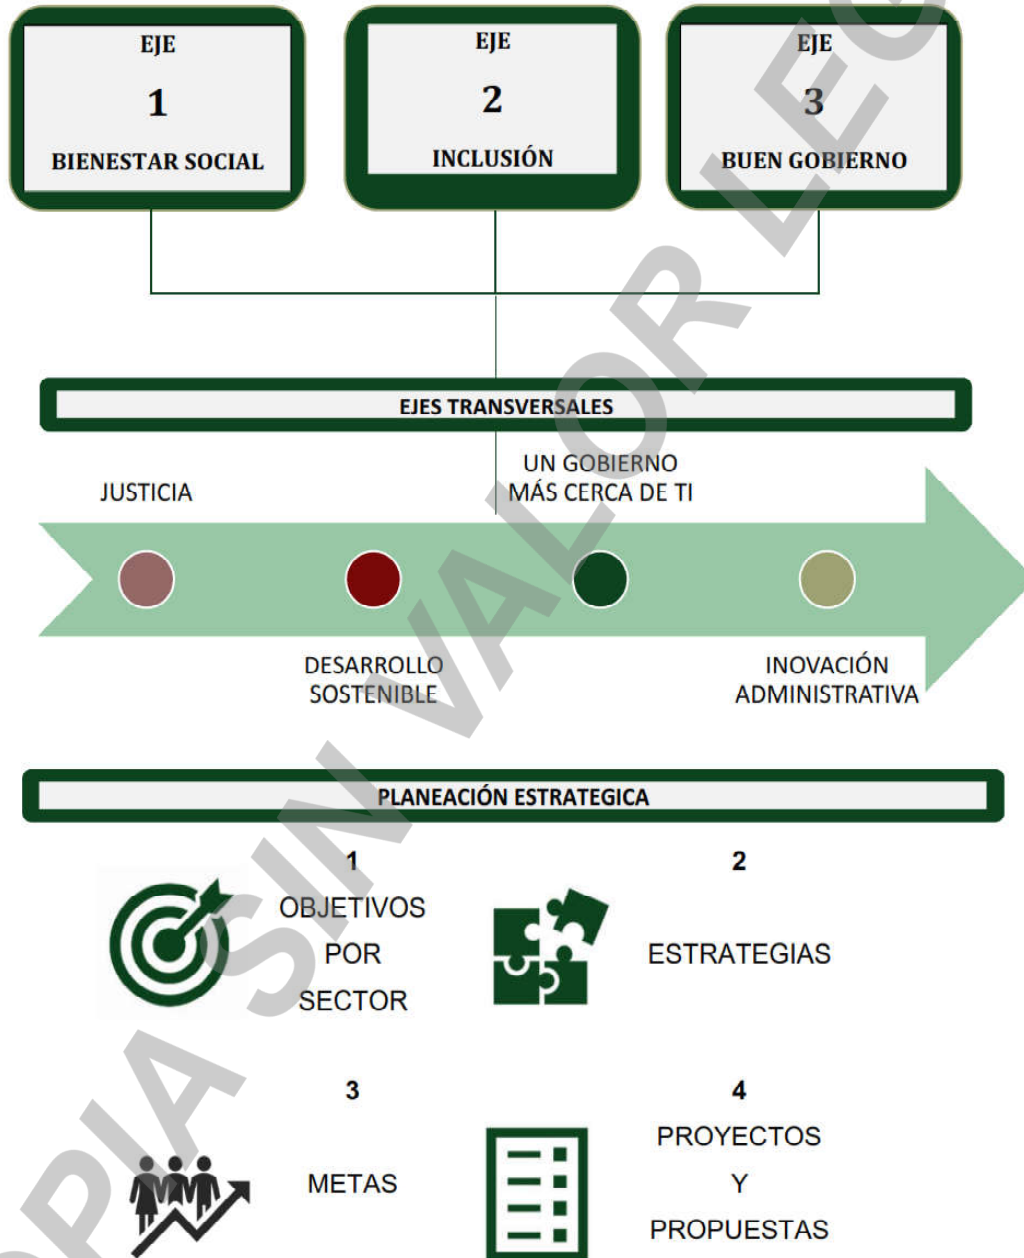 EJE
1
BIENESTAR SOCIAL
EJE
2
INCLUSIÓN
EJE
3
BUEN GOBIERNO
EJES TRANSVERSALES
JUSTICIA
UN GOBIERNO
MÁS CERCA DE TI
DESARROLLO
SOSTENIBLE
INOVACIÓN
ADMINISTRATIVA
PLANEACIÓN ESTRATEGICA
1
OBJETIVOS
POR
SECTOR
2
ESTRATEGIAS
3
METAS
4
PROYECTOS
Y
PROPUESTAS
OPIA SIN VALOR LEG